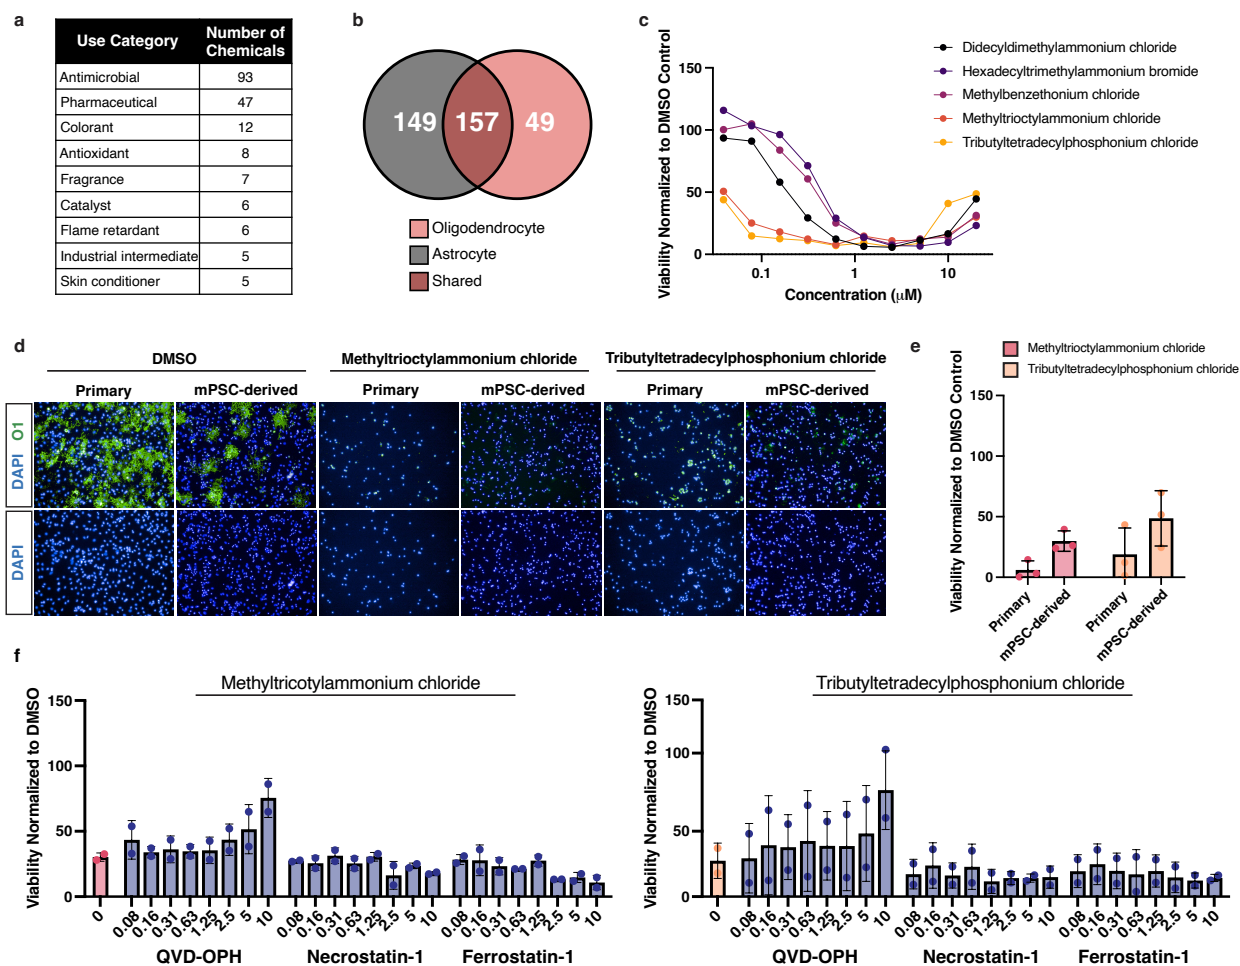 a
Use Category
Number of
Chemicals
Antimicrobial 93
Pharmaceutical 47
Colorant 12
Antioxidant 8
Fragrance 7
Catalyst 6
Flame retardant 6
Industrial intermediate 5
Skin conditioner 5
b
149 157 49
Oligodendrocyte
Astrocyte
Shared
c
Viability Normalized to DMSO Control
150
100
50
0
0.1 1 10
Concentration (μM)
Didecyldimethylammonium chloride
Hexadecyltrimethylammonium bromide
Methylbenzethonium chloride
Methyltrioctylammonium chloride
Tributyltetradecylphosphonium chloride
d
DMSO Methyltrioctylammonium chloride Tributyltetradecylphosphonium chloride
Primary mPSC-derived Primary mPSC-derived Primary mPSC-derived
DAPI O1
DAPI
e
Methyltrioctylammonium chloride
Tributyltetradecylphosphonium chloride
Viability Normalized to DMSO Control
150
100
50
0
Primary mPSC-derived Primary mPSC-derived
f
Methyltricotylammonium chloride
Viability Normalized to DMSO
150
100
50
0
0 0.08 0.16 0.31 0.63 1.25 2.5 5 10 0.08 0.16 0.31 0.63 1.25 2.5 5 10 0.08 0.16 0.31 0.63 1.25 2.5 5 10
QVD-OPH Necrostatin-1 Ferrostatin-1
Tributyltetradecylphosphonium chloride
Viability Normalized to DMSO
150
100
50
0
0 0.08 0.16 0.31 0.63 1.25 2.5 5 10 0.08 0.16 0.31 0.63 1.25 2.5 5 10 0.08 0.16 0.31 0.63 1.25 2.5 5 10
QVD-OPH Necrostatin-1 Ferrostatin-1